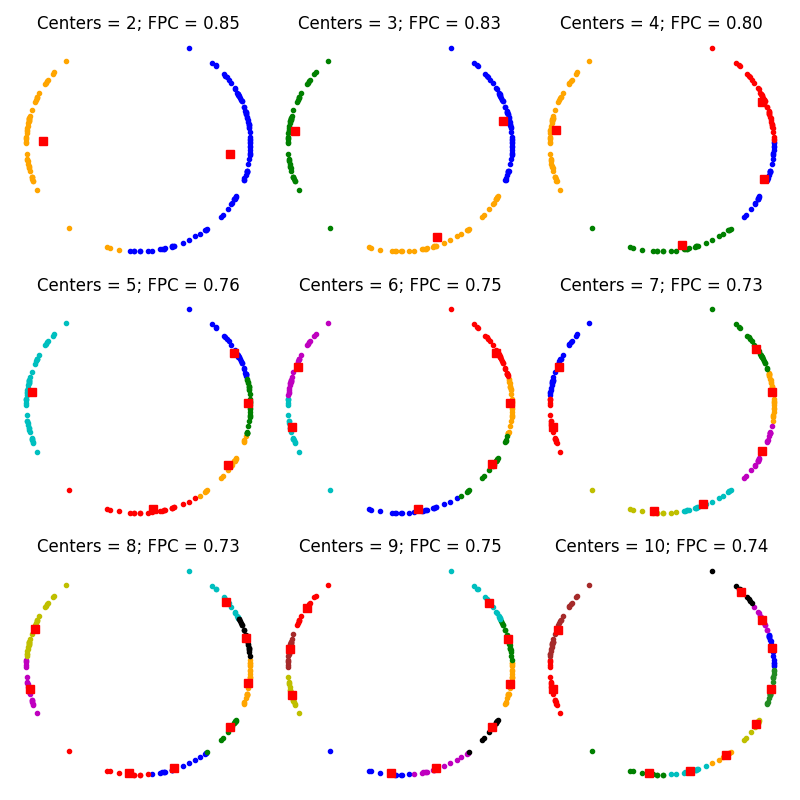 Centers = 2; FPC = 0.85
Centers = 3; FPC = 0.83
Centers = 4; FPC = 0.80
Centers = 5; FPC = 0.76
Centers = 6; FPC = 0.75
Centers = 7; FPC = 0.73
Centers = 8; FPC = 0.73
Centers = 9; FPC = 0.75
Centers = 10; FPC = 0.74